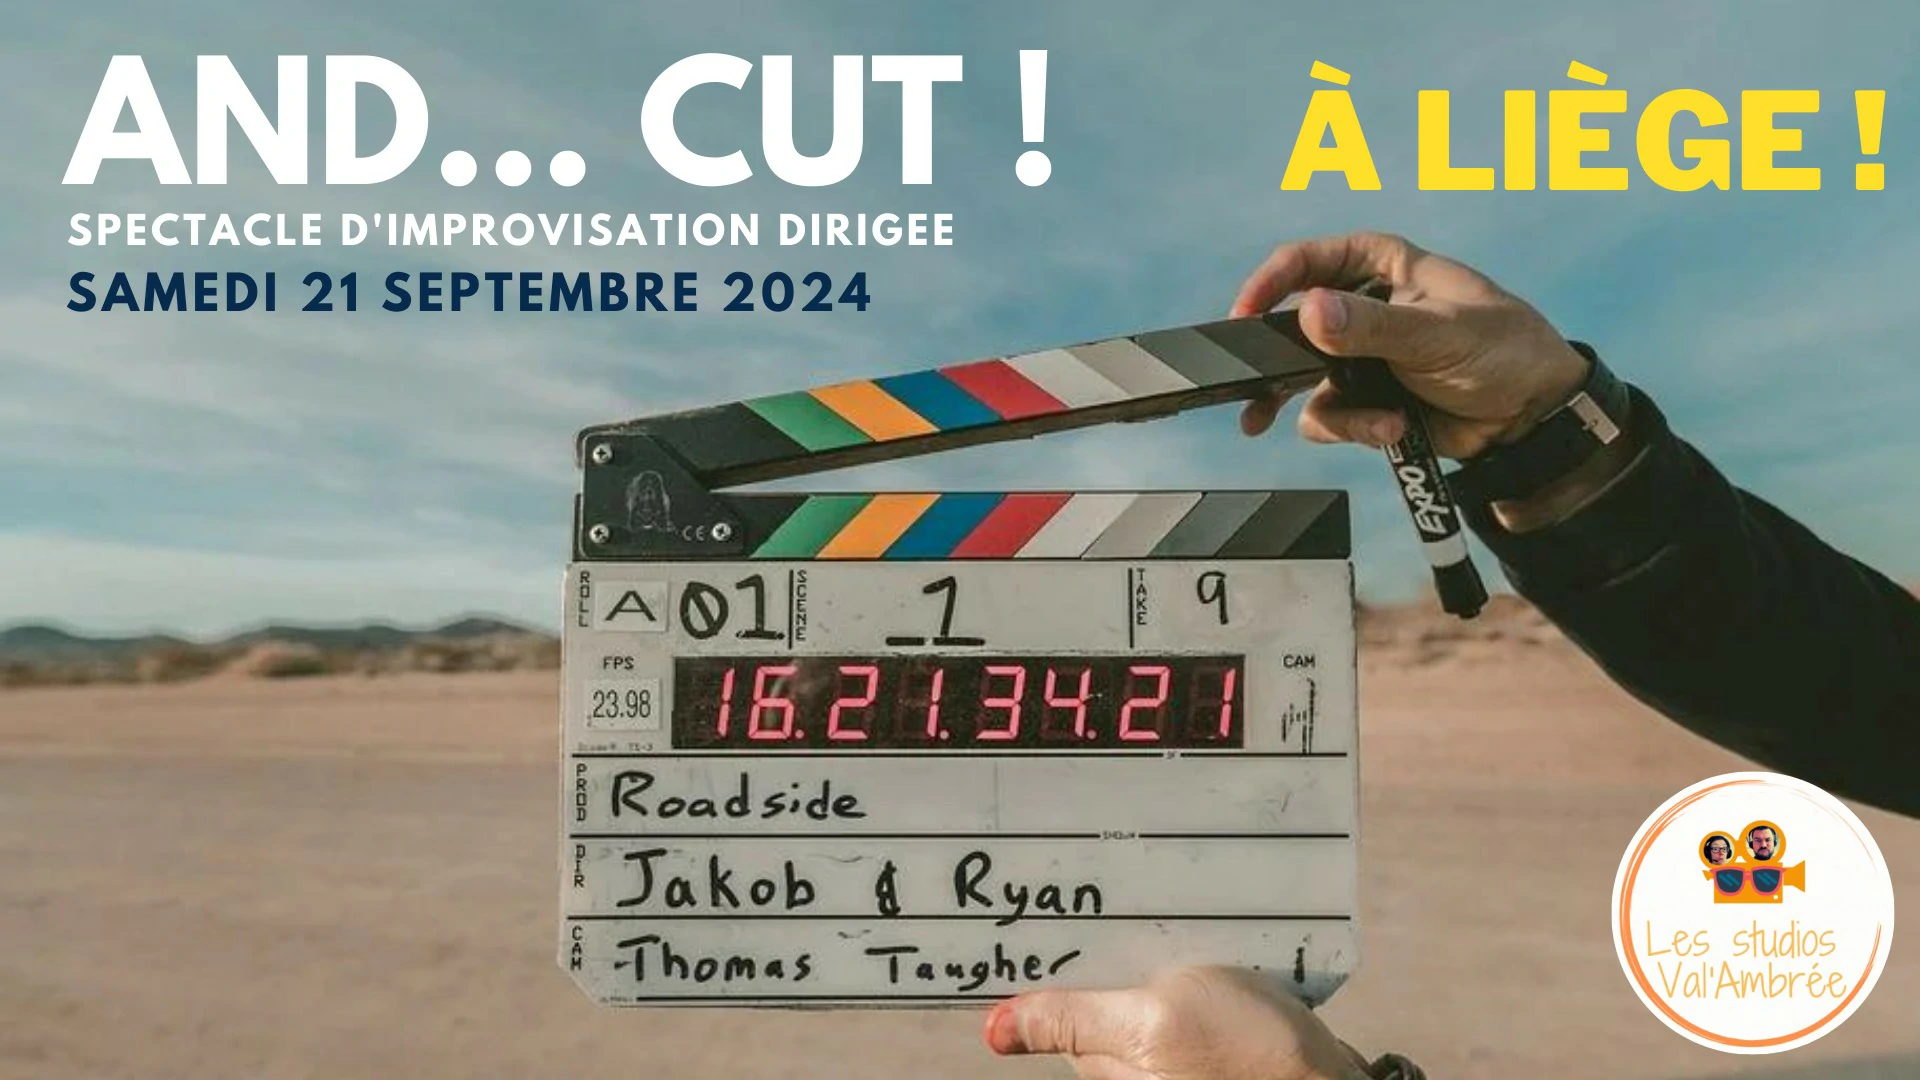 AND... CUT !
À LIÈGE !
SPECTACLE D'IMPROVISATION DIRIGEE
SAMEDI 21 SEPTEMBRE 2024
EXPO
CE
ROLL A 01 SCENE 1 TAKE 9
FPS
CAM
23.98
16.21.34.21
PROD Roadside
DIR Jakob & Ryan
CAM Thomas Taugher
Les studios
Val'Ambrée